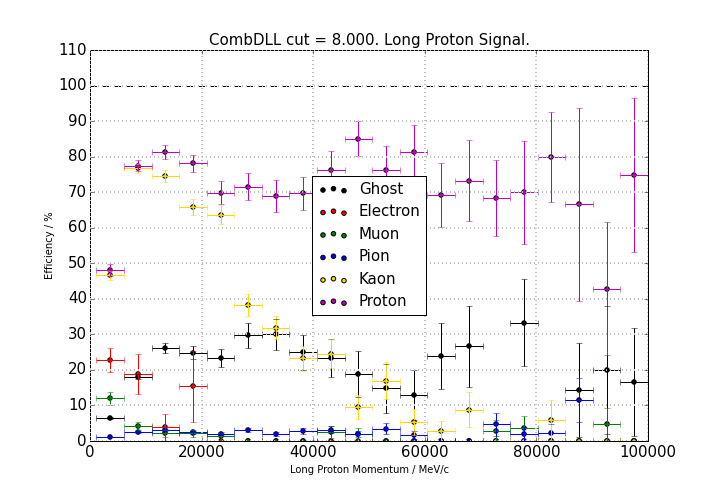 CombDLL cut = 8.000. Long Proton Signal.
110
100
90
80
70
60
50
40
30
20
10
0
Efficiency / %
Ghost
Electron
Muon
Pion
Kaon
Proton
0 20000 40000 60000 80000 100000
Long Proton Momentum / MeV/c